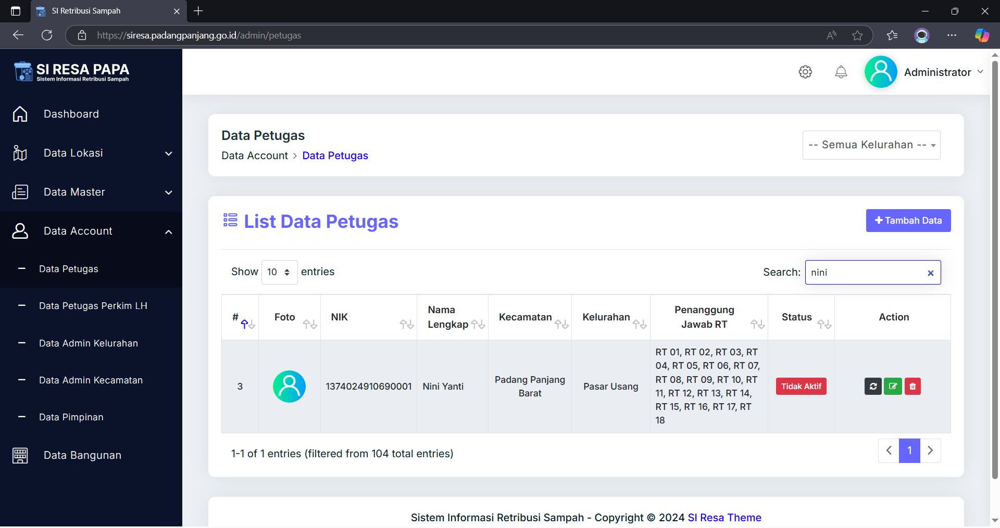 SI Retribusi Sampah
https://siresa.padangpanjang.go.id/admin/petugas
SI RESA PAPA
Sistem Informasi Retribusi Sampah
Administrator
Dashboard
Data Lokasi
Data Master
Data Account
Data Petugas
Data Petugas Perkim LH
Data Admin Kelurahan
Data Admin Kecamatan
Data Pimpinan
Data Bangunan
Data Petugas
Data Account > Data Petugas
-- Semua Kelurahan --
List Data Petugas
+ Tambah Data
Show 10 entries
Search: nini
# Foto NIK Nama Lengkap Kecamatan Kelurahan Penanggung Jawab RT Status Action
3 1374024910690001 Nini Yanti Padang Panjang Barat Pasar Usang
RT 01, RT 02, RT 03, RT
04, RT 05, RT 06, RT 07,
RT 08, RT 09, RT 10, RT
11, RT 12, RT 13, RT 14,
RT 15, RT 16, RT 17, RT
18
Tidak Aktif
1-1 of 1 entries (filtered from 104 total entries)
1
Sistem Informasi Retribusi Sampah - Copyright © 2024 SI Resa Theme